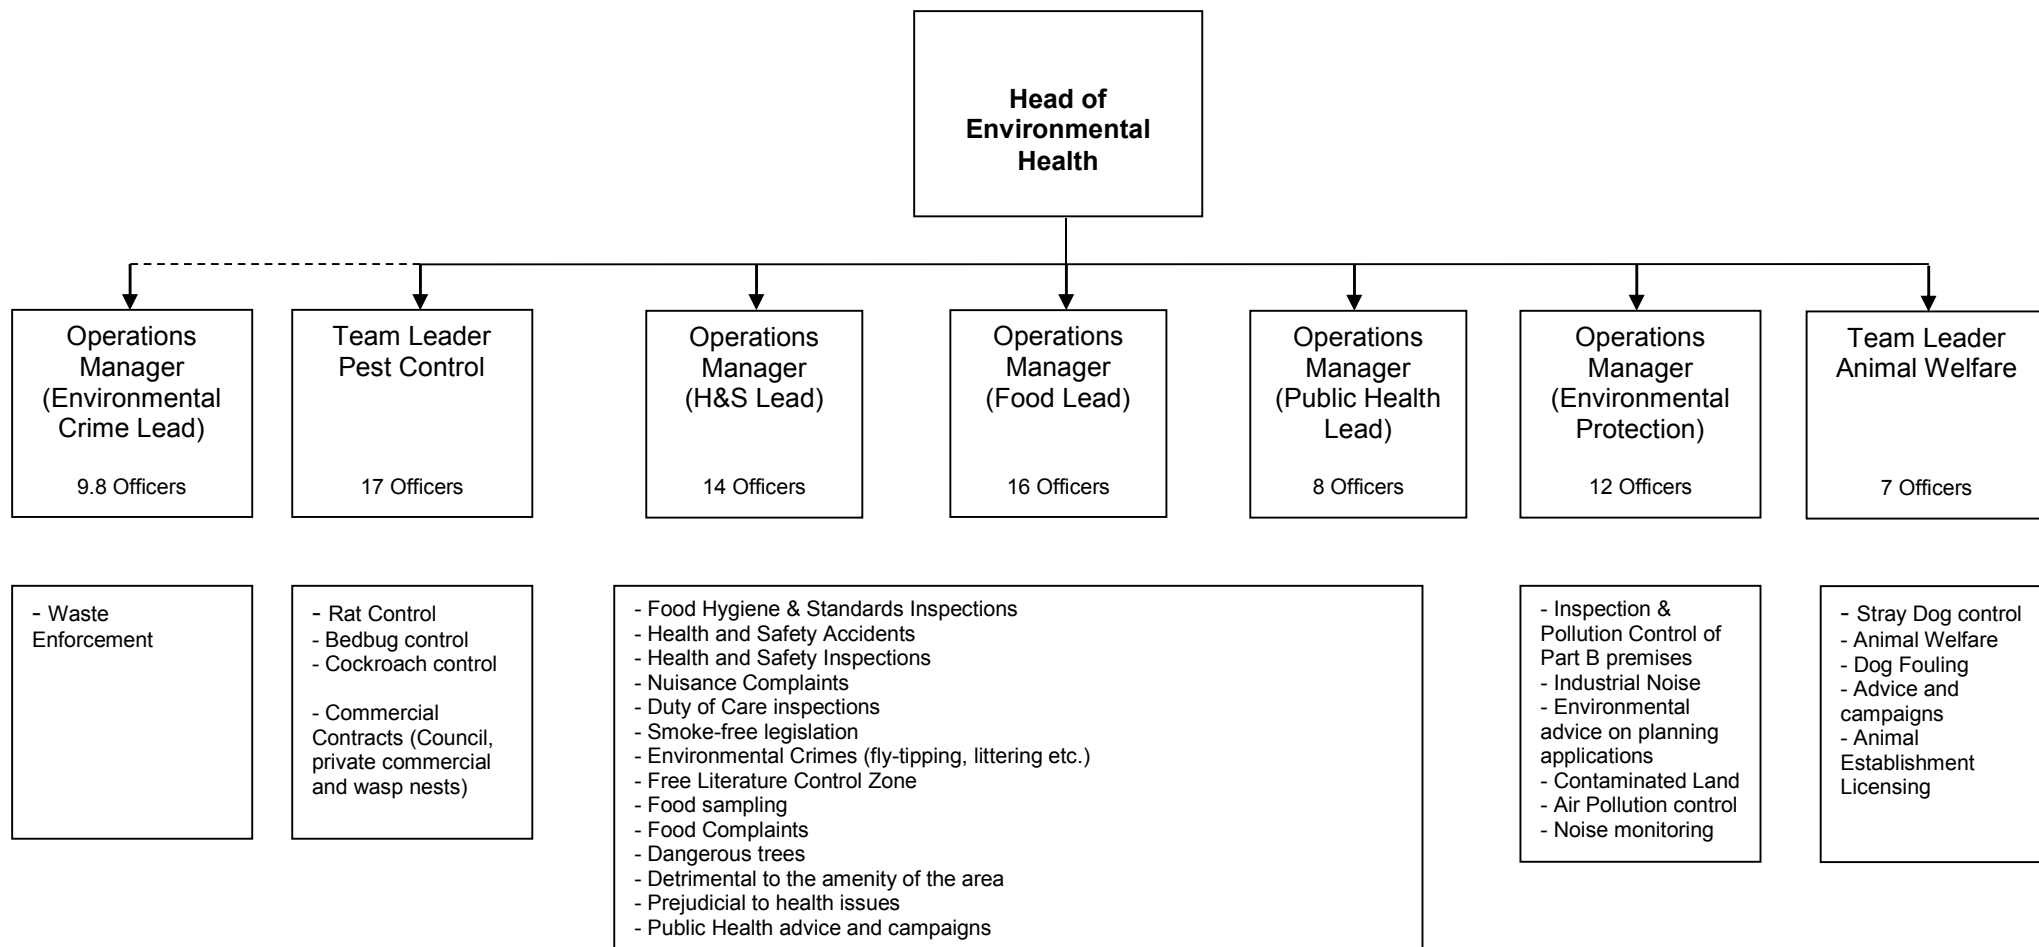 Head of
Environmental
Health
Operations
Manager
(Environmental
Crime Lead)
9.8 Officers
Team Leader
Pest Control
17 Officers
Operations
Manager
(H&S Lead)
14 Officers
Operations
Manager
(Food Lead)
16 Officers
Operations
Manager
(Public Health
Lead)
8 Officers
Operations
Manager
(Environmental
Protection)
12 Officers
Team Leader
Animal Welfare
7 Officers
- Waste
Enforcement
- Rat Control
- Bedbug control
- Cockroach control
- Commercial
Contracts (Council,
private commercial
and wasp nests)
- Food Hygiene & Standards Inspections
- Health and Safety Accidents
- Health and Safety Inspections
- Nuisance Complaints
- Duty of Care inspections
- Smoke-free legislation
- Environmental Crimes (fly-tipping, littering etc.)
- Free Literature Control Zone
- Food sampling
- Food Complaints
- Dangerous trees
- Detrimental to the amenity of the area
- Prejudicial to health issues
- Public Health advice and campaigns
- Inspection &
Pollution Control of
Part B premises
- Industrial Noise
- Environmental
advice on planning
applications
- Contaminated Land
- Air Pollution control
- Noise monitoring
- Stray Dog control
- Animal Welfare
- Dog Fouling
- Advice and
campaigns
- Animal
Establishment
Licensing